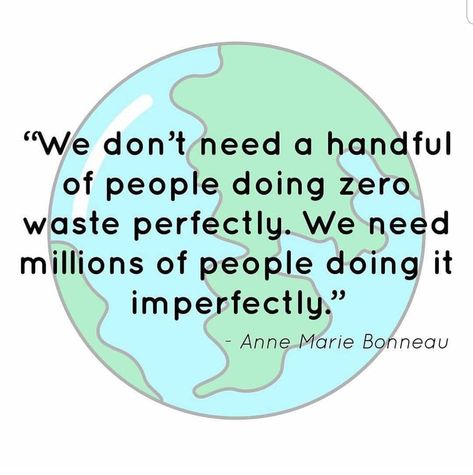 “We don’t need a handful
of people doing zero
waste perfectly. We need
millions of people doing it
imperfectly.”
- Anne Marie Bonneau